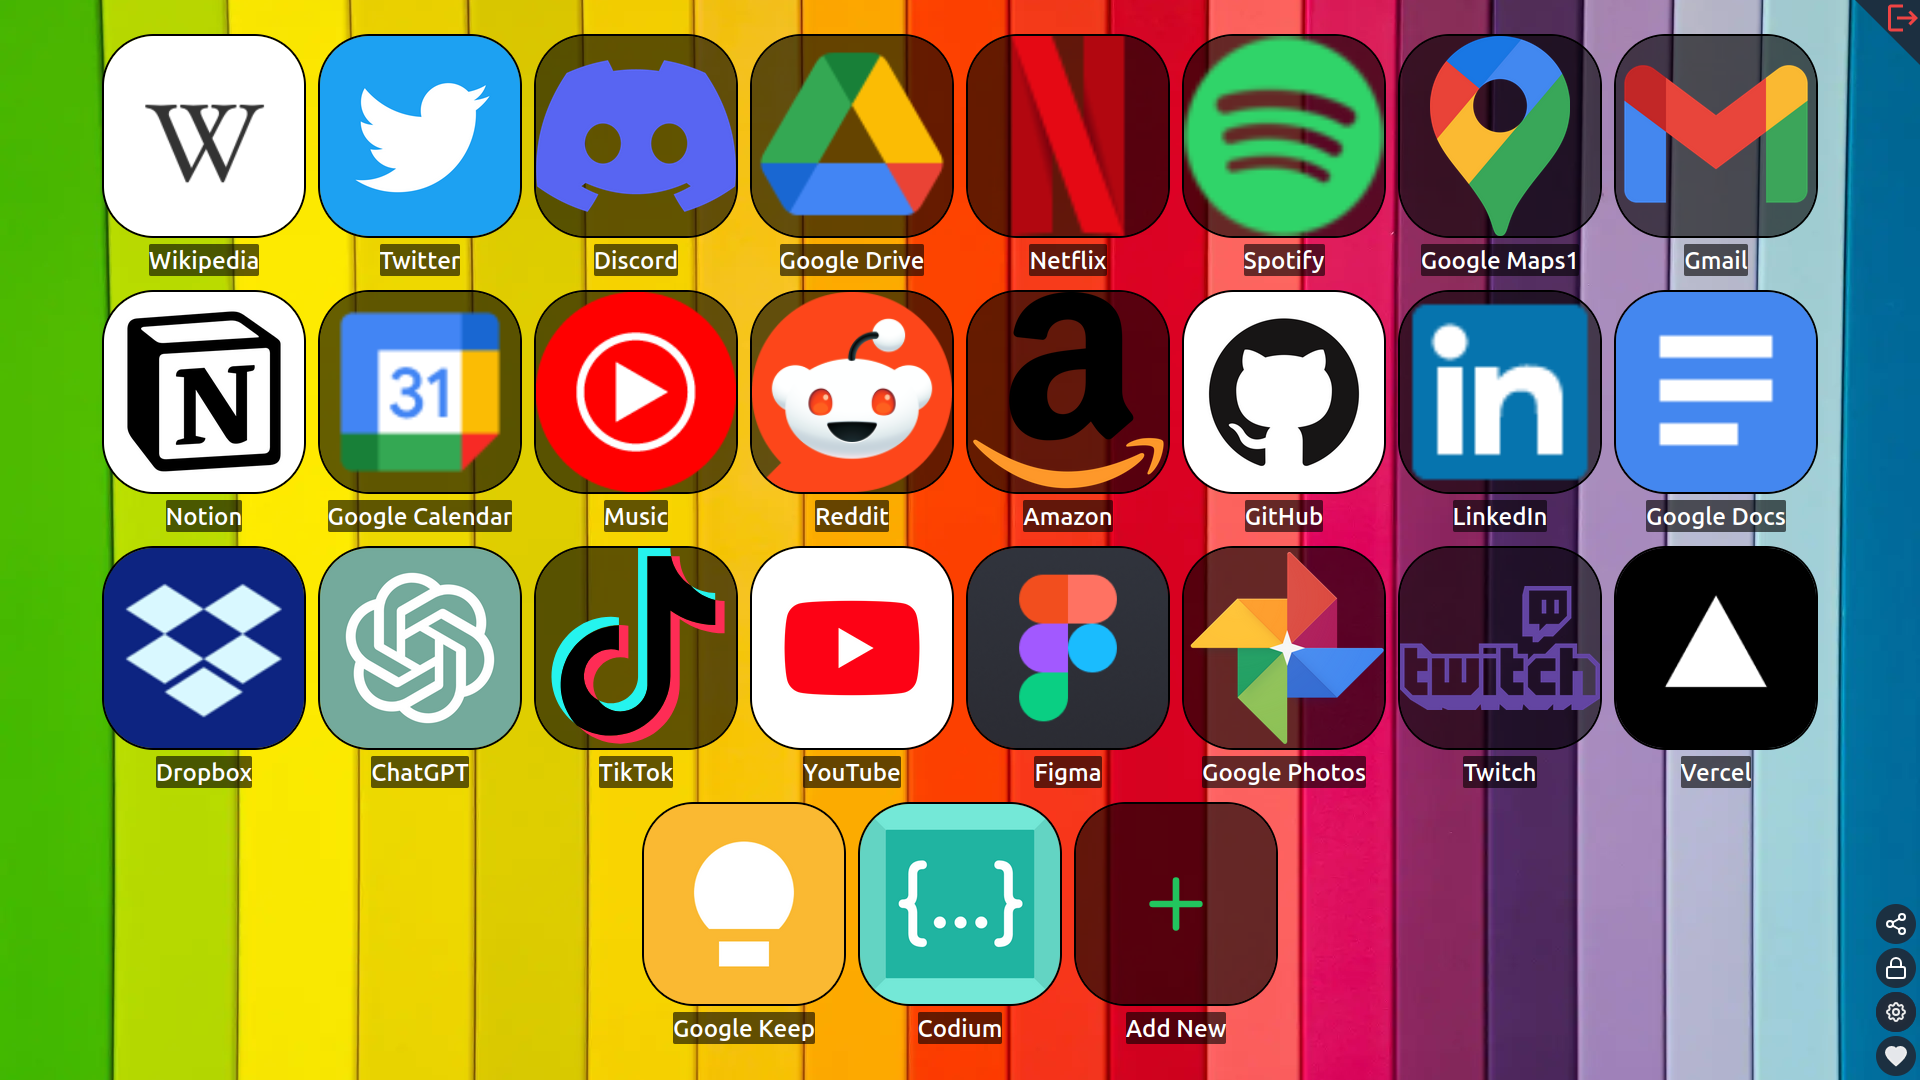 W
Wikipedia
Twitter
Discord
Google Drive
Netflix
Spotify
Google Maps1
Gmail
N
Notion
31
Google Calendar
Music
Reddit
a
Amazon
GitHub
in
LinkedIn
Google Docs
Dropbox
ChatGPT
TikTok
YouTube
Figma
Google Photos
twitch
Twitch
Vercel
Google Keep
{...}
Codium
Add New